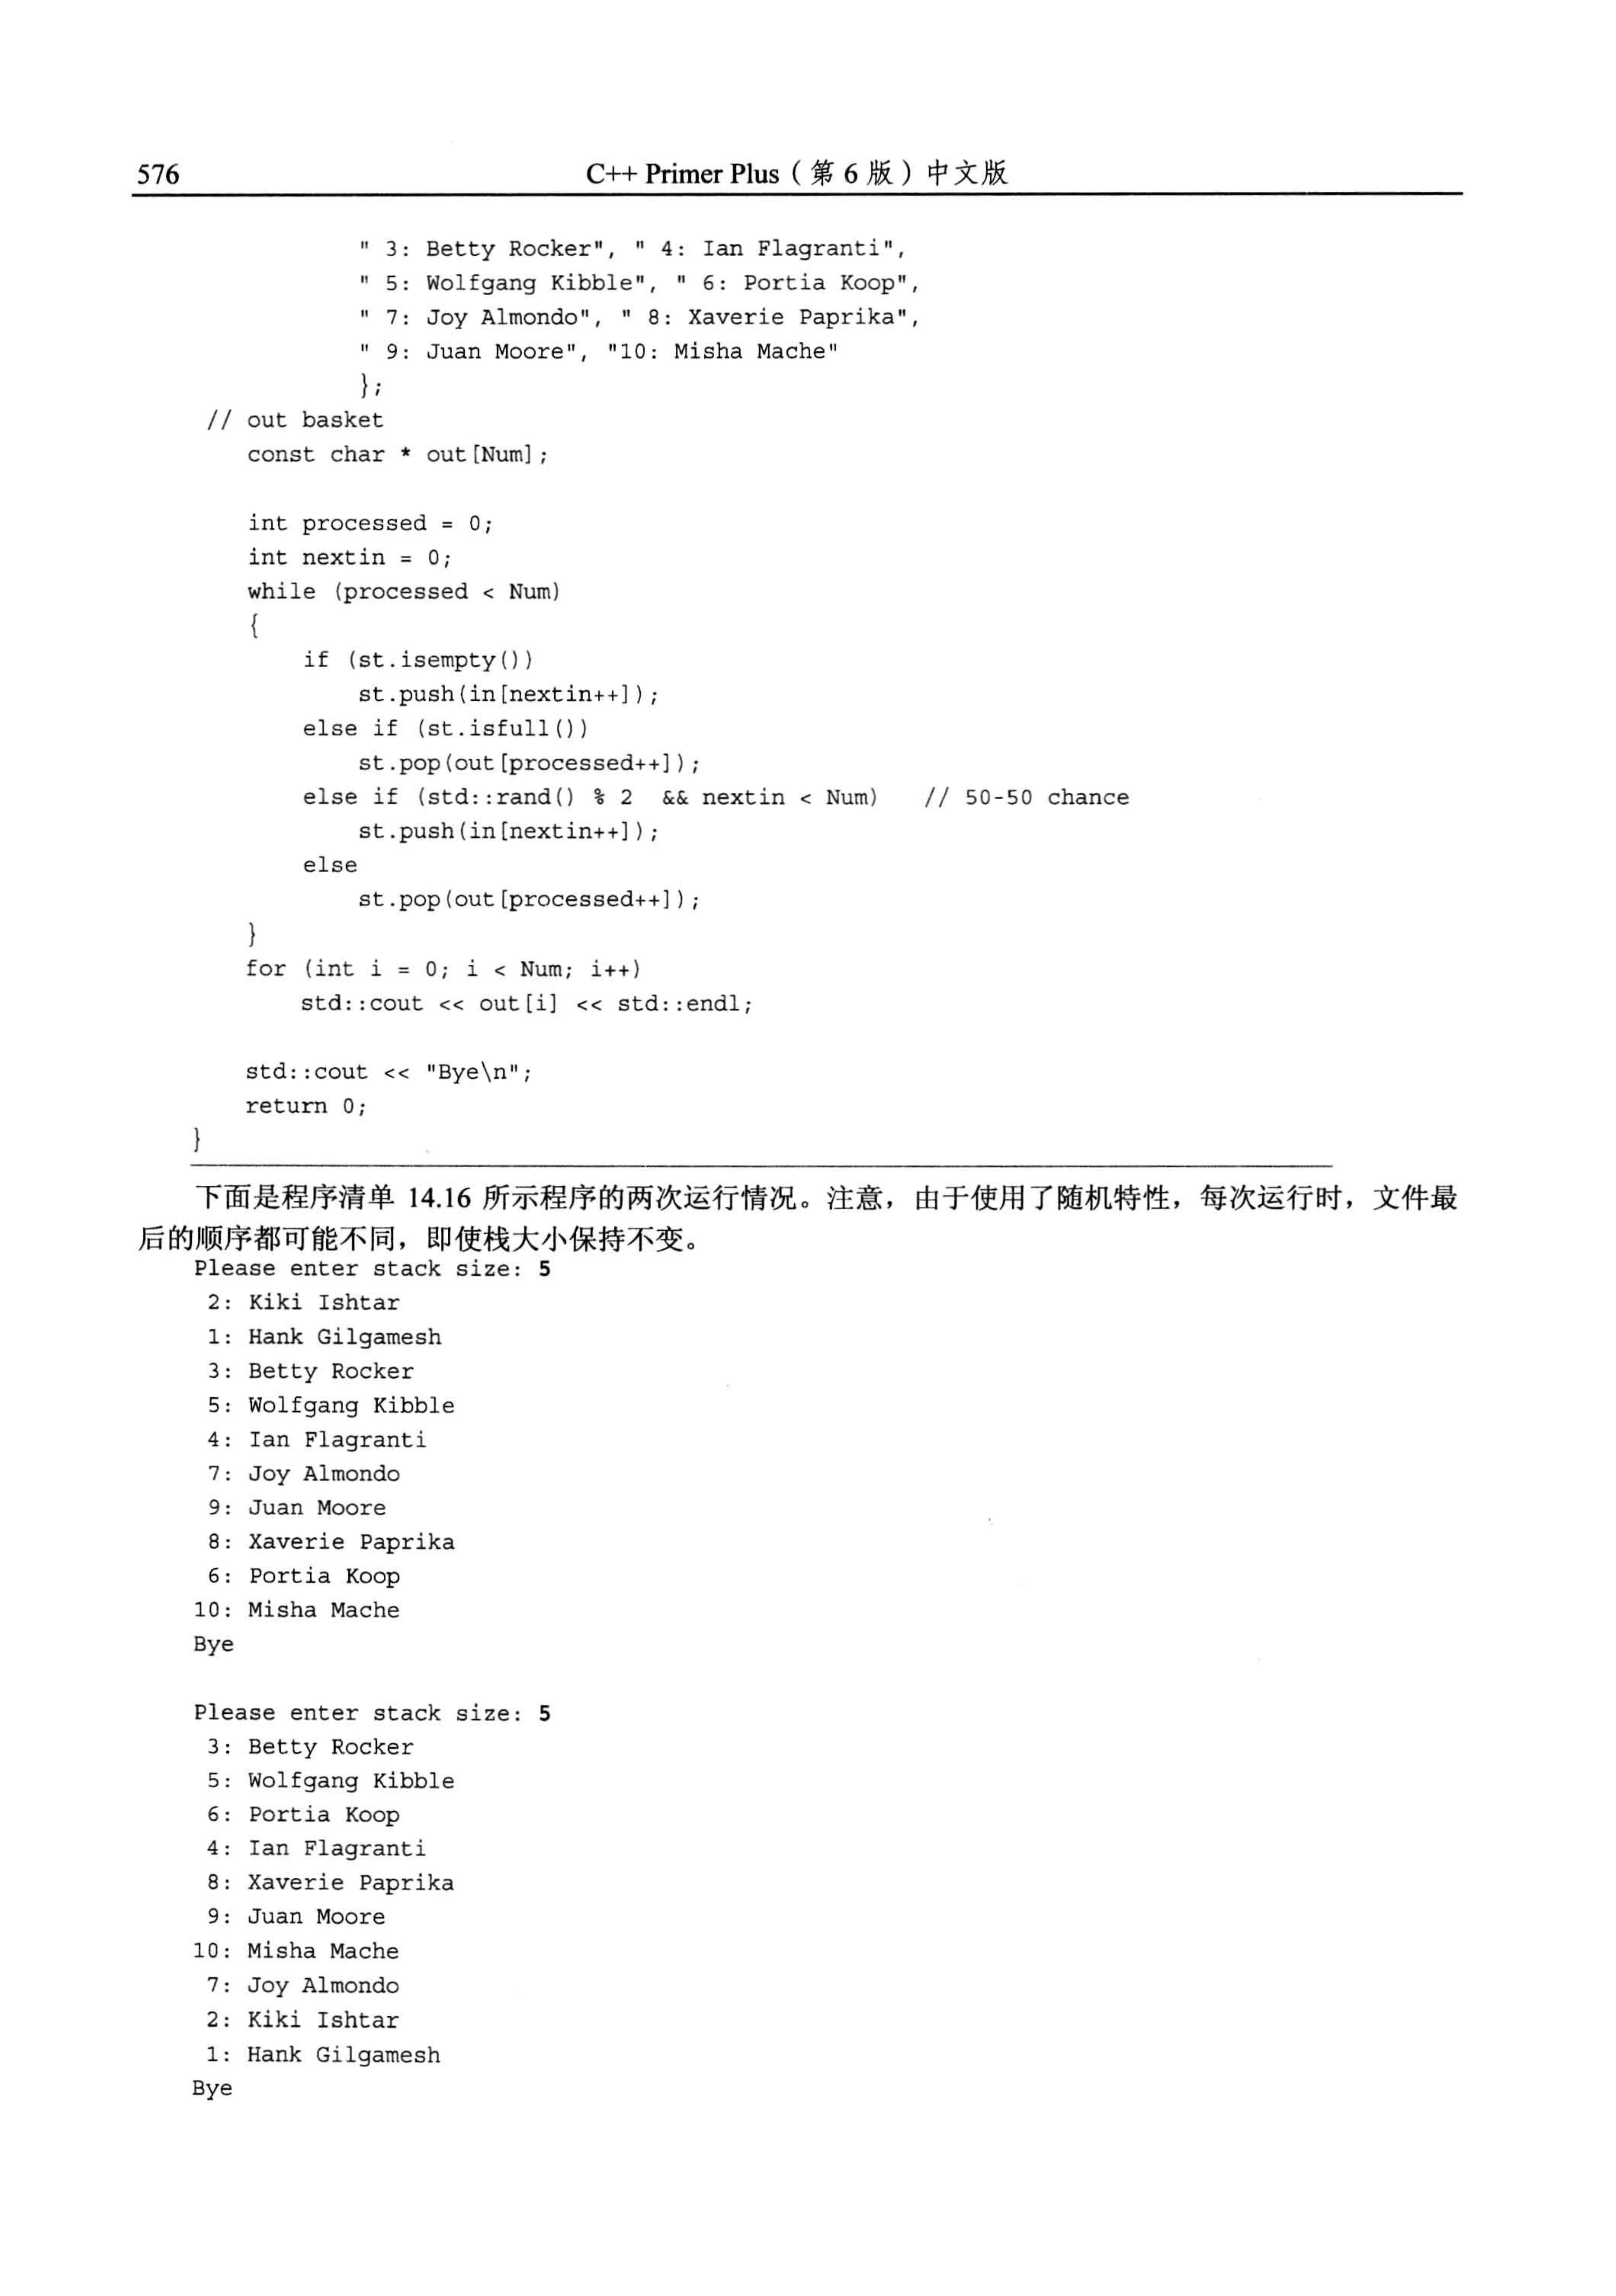 576
C++ Primer Plus（第 6 版）中文版
" 3: Betty Rocker", " 4: Ian Flagranti",
" 5: Wolfgang Kibble", " 6: Portia Koop",
" 7: Joy Almondo", " 8: Xaverie Paprika",
" 9: Juan Moore", "10: Misha Mache"
};
// out basket
const char * out[Num];
int processed = 0;
int nextin = 0;
while (processed < Num)
{
if (st.isempty())
st.push(in[nextin++]);
else if (st.isfull())
st.pop(out[processed++]);
else if (std::rand() % 2  && nextin < Num)   // 50-50 chance
st.push(in[nextin++]);
else
st.pop(out[processed++]);
}
for (int i = 0; i < Num; i++)
std::cout << out[i] << std::endl;
std::cout << "Bye\n";
return 0;
}
下面是程序清单 14.16 所示程序的两次运行情况。注意，由于使用了随机特性，每次运行时，文件最
后的顺序都可能不同，即使栈大小保持不变。
Please enter stack size: 5
2: Kiki Ishtar
1: Hank Gilgamesh
3: Betty Rocker
5: Wolfgang Kibble
4: Ian Flagranti
7: Joy Almondo
9: Juan Moore
8: Xaverie Paprika
6: Portia Koop
10: Misha Mache
Bye
Please enter stack size: 5
3: Betty Rocker
5: Wolfgang Kibble
6: Portia Koop
4: Ian Flagranti
8: Xaverie Paprika
9: Juan Moore
10: Misha Mache
7: Joy Almondo
2: Kiki Ishtar
1: Hank Gilgamesh
Bye